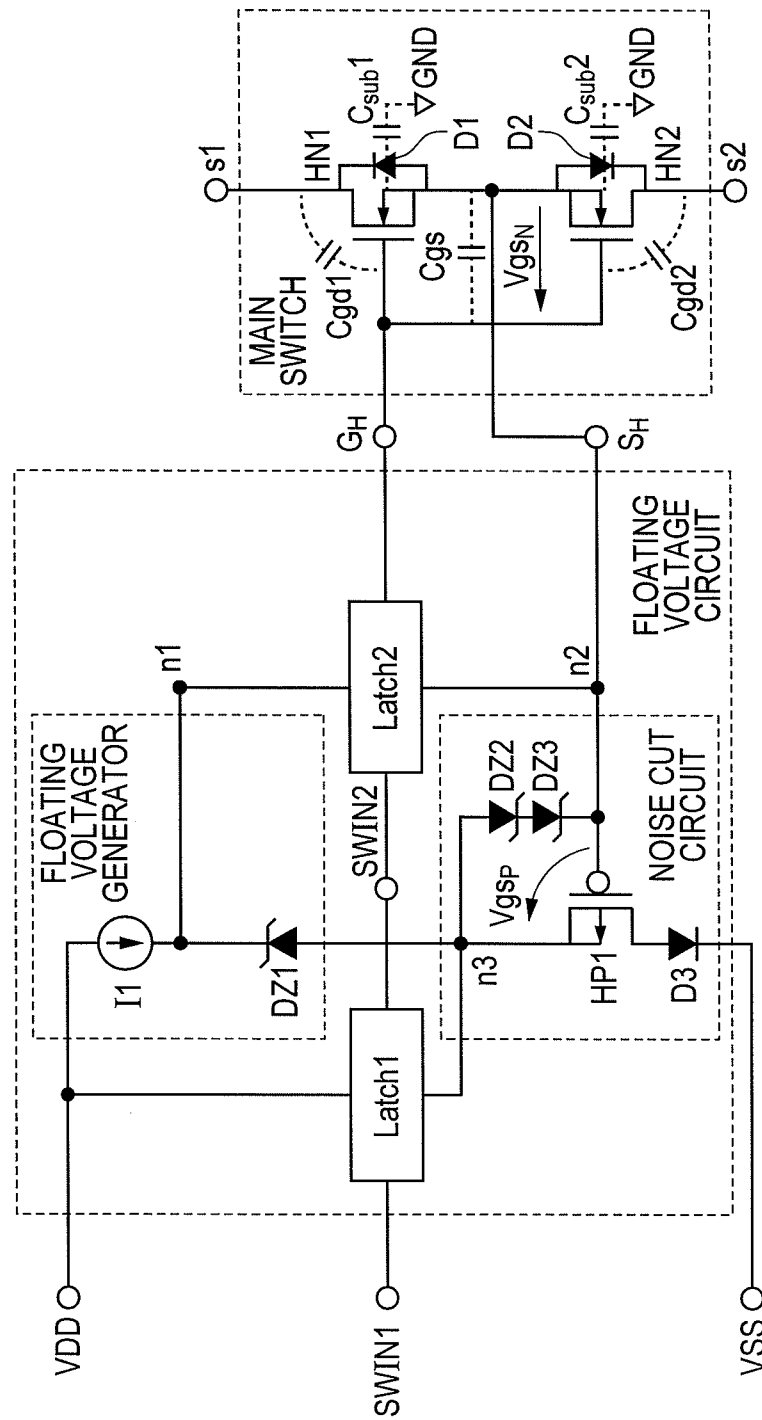 VDD
SWIN1
VSS
FLOATING
VOLTAGE
GENERATOR
I1
DZ1
n1
Latch1
SWIN2
Latch2
n3
n2
DZ2
DZ3
VgsP
HP1
D3
NOISE CUT
CIRCUIT
FLOATING
VOLTAGE
CIRCUIT
GH
SH
MAIN
SWITCH
s1
HN1
Cgd1
Csub1
GND
D1
Cgs
VgsN
D2
Csub2
GND
HN2
Cgd2
s2